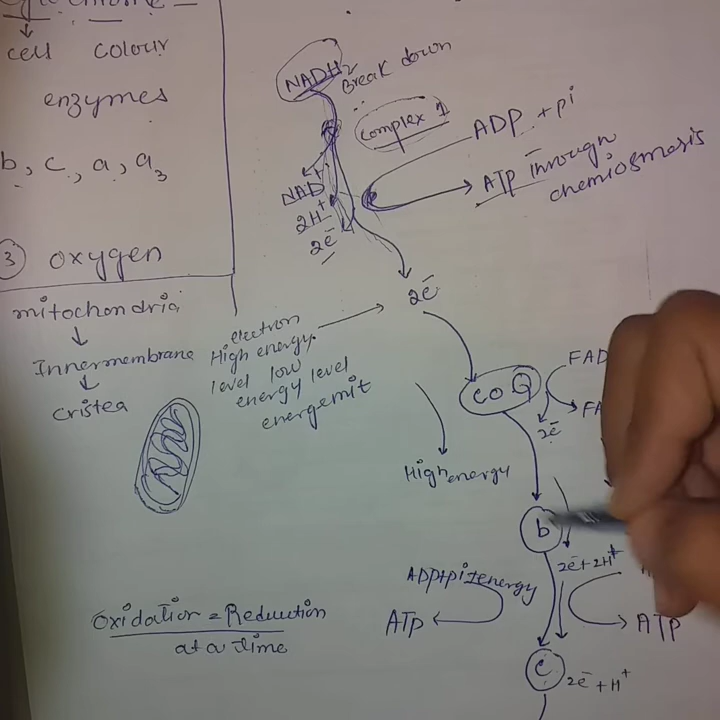 cell colour
enzymes
b, c, a, a3
③ oxygen
mitochondria
↓
Innermembrane
↓
cristea
NADH2
Break down
Complex 1
ADP + pi
ATP through
chemiosmosis
NAD
2H+
2e-
2e-
electron
High energy
level low
energy level
energemit
CoQ
FAD
FA
2e-
High energy
b
2e- + 2H+
ADP+pi+energy
ATP
ATP
Oxidation = Reduction
at a time
c
2e- + H+